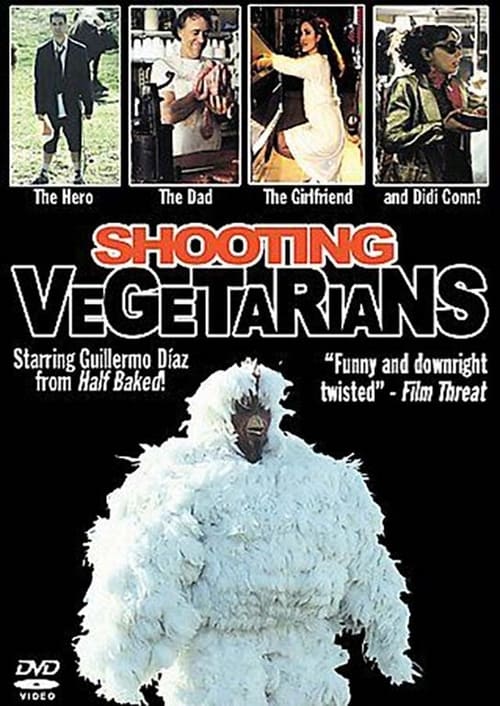 The Hero The Dad The Girlfriend and Didi Conn!
SHOOTING
VEGETARIANS
Starring Guillermo Díaz
from Half Baked!
"Funny and downright
twisted" - Film Threat
DVD
VIDEO